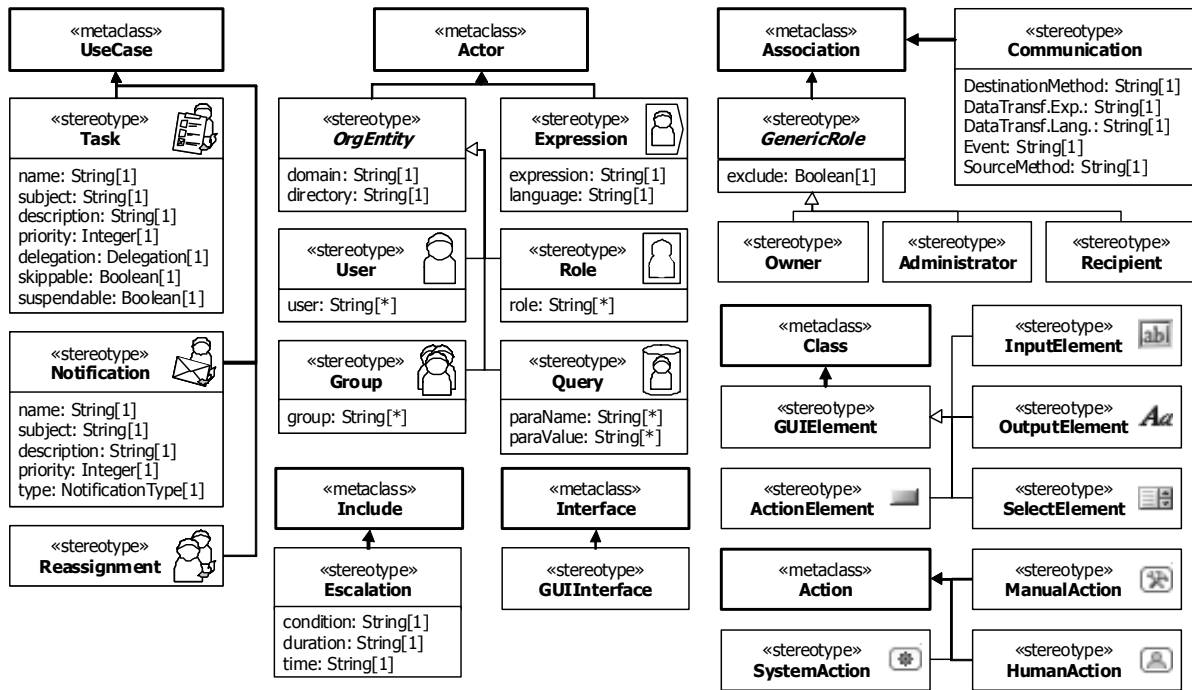 «metaclass»
UseCase
«stereotype»
Task
name: String[1]
subject: String[1]
description: String[1]
priority: Integer[1]
delegation: Delegation[1]
skippable: Boolean[1]
suspendable: Boolean[1]
«stereotype»
Notification
name: String[1]
subject: String[1]
description: String[1]
priority: Integer[1]
type: NotificationType[1]
«stereotype»
Reassignment
«metaclass»
Actor
«stereotype»
OrgEntity
domain: String[1]
directory: String[1]
«stereotype»
Expression
expression: String[1]
language: String[1]
«stereotype»
User
user: String[*]
«stereotype»
Role
role: String[*]
«stereotype»
Group
group: String[*]
«stereotype»
Query
paraName: String[*]
paraValue: String[*]
«metaclass»
Include
«stereotype»
Escalation
condition: String[1]
duration: String[1]
time: String[1]
«metaclass»
Interface
«stereotype»
GUIInterface
«metaclass»
Association
«stereotype»
Communication
DestinationMethod: String[1]
DataTransf.Exp.: String[1]
DataTransf.Lang.: String[1]
Event: String[1]
SourceMethod: String[1]
«stereotype»
GenericRole
exclude: Boolean[1]
«stereotype»
Owner
«stereotype»
Administrator
«stereotype»
Recipient
«metaclass»
Class
«stereotype»
GUIElement
«stereotype»
InputElement
abl
«stereotype»
OutputElement
Aa
«stereotype»
ActionElement
«stereotype»
SelectElement
«metaclass»
Action
«stereotype»
ManualAction
«stereotype»
SystemAction
«stereotype»
HumanAction